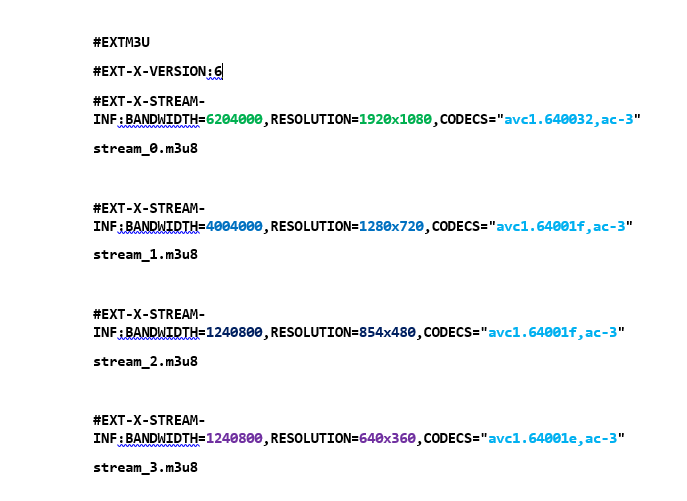 #EXTM3U
#EXT-X-VERSION:6
#EXT-X-STREAM-
INF:BANDWIDTH=6204000,RESOLUTION=1920x1080,CODECS="avc1.640032,ac-3"
stream_0.m3u8
#EXT-X-STREAM-
INF:BANDWIDTH=4004000,RESOLUTION=1280x720,CODECS="avc1.64001f,ac-3"
stream_1.m3u8
#EXT-X-STREAM-
INF:BANDWIDTH=1240800,RESOLUTION=854x480,CODECS="avc1.64001f,ac-3"
stream_2.m3u8
#EXT-X-STREAM-
INF:BANDWIDTH=1240800,RESOLUTION=640x360,CODECS="avc1.64001e,ac-3"
stream_3.m3u8